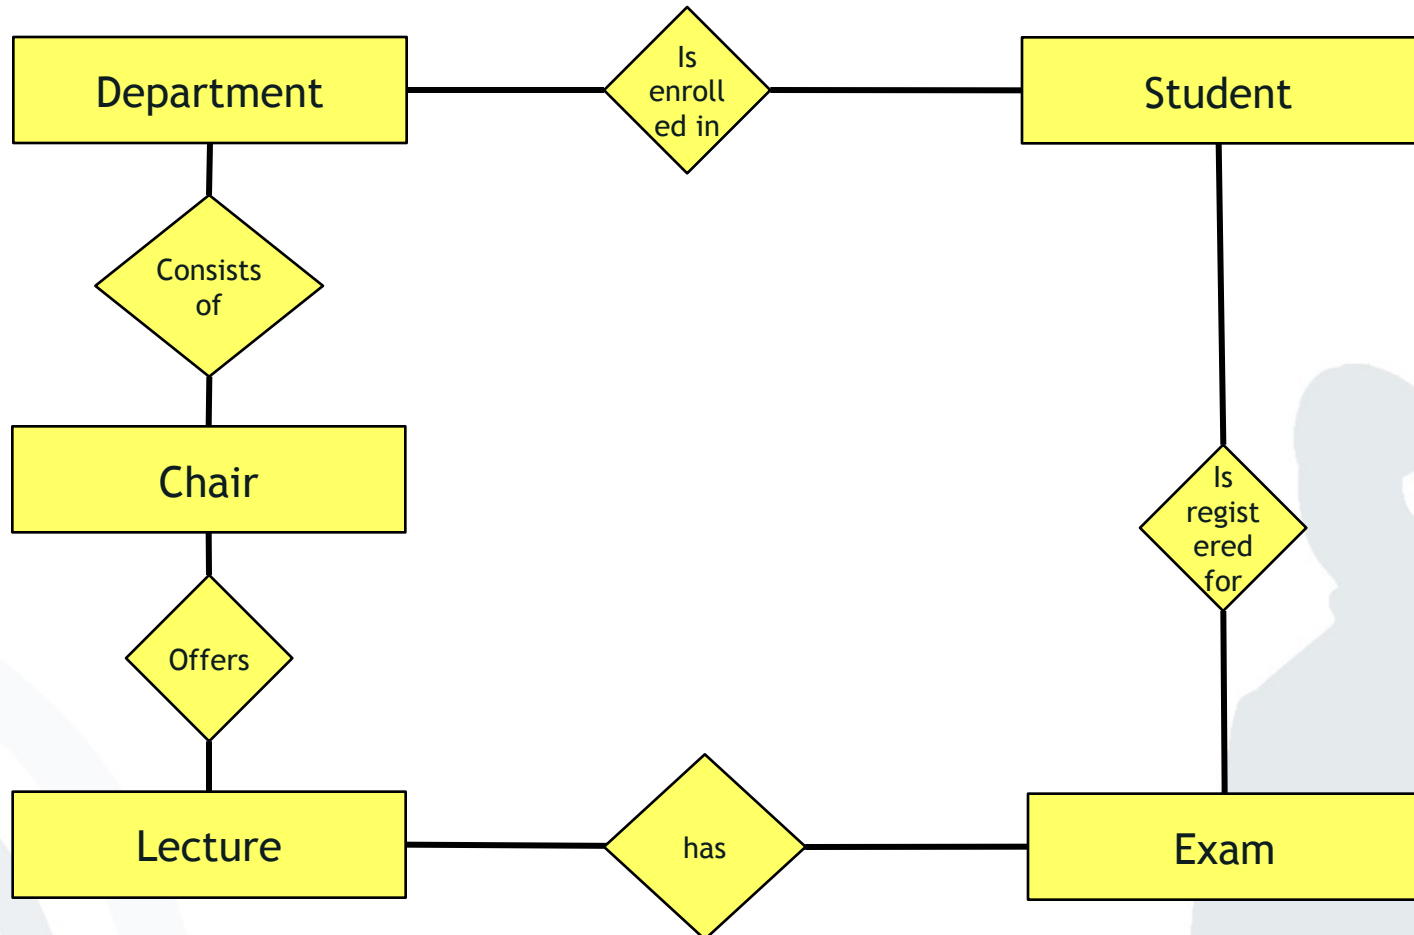 Department
Is
enroll
ed in
Student
Consists
of
Chair
Is
regist
ered
for
Offers
Lecture
has
Exam